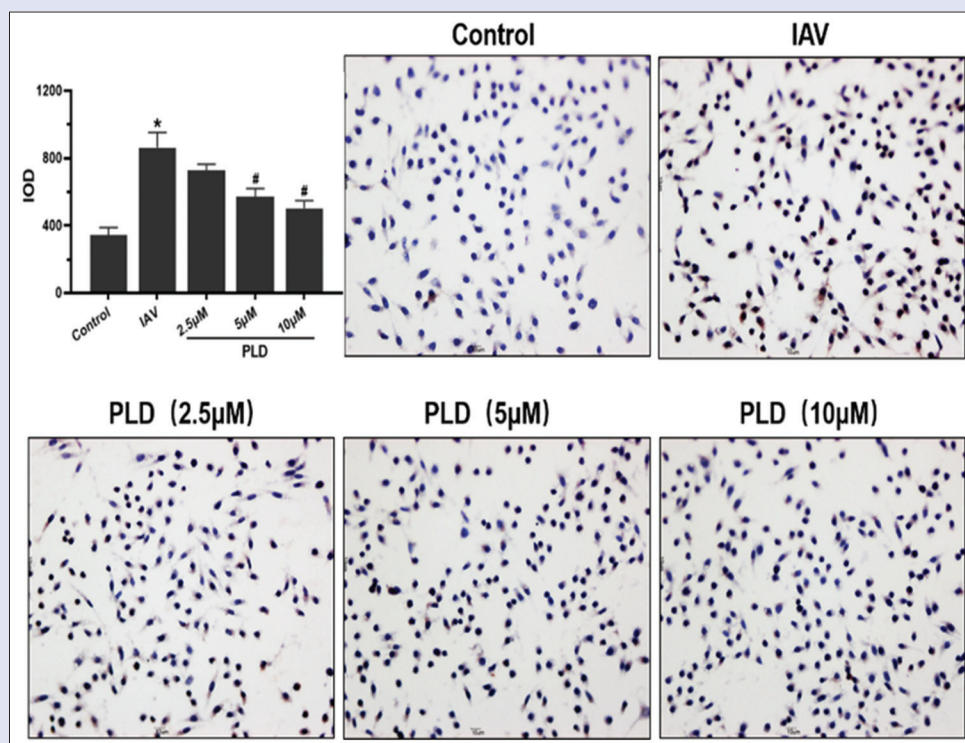 Control
IAV
1200
800
400
0
IOD
*
#
#
Control
IAV
2.5μM
5μM
10μM
PLD
PLD (2.5μM)
PLD (5μM)
PLD (10μM)